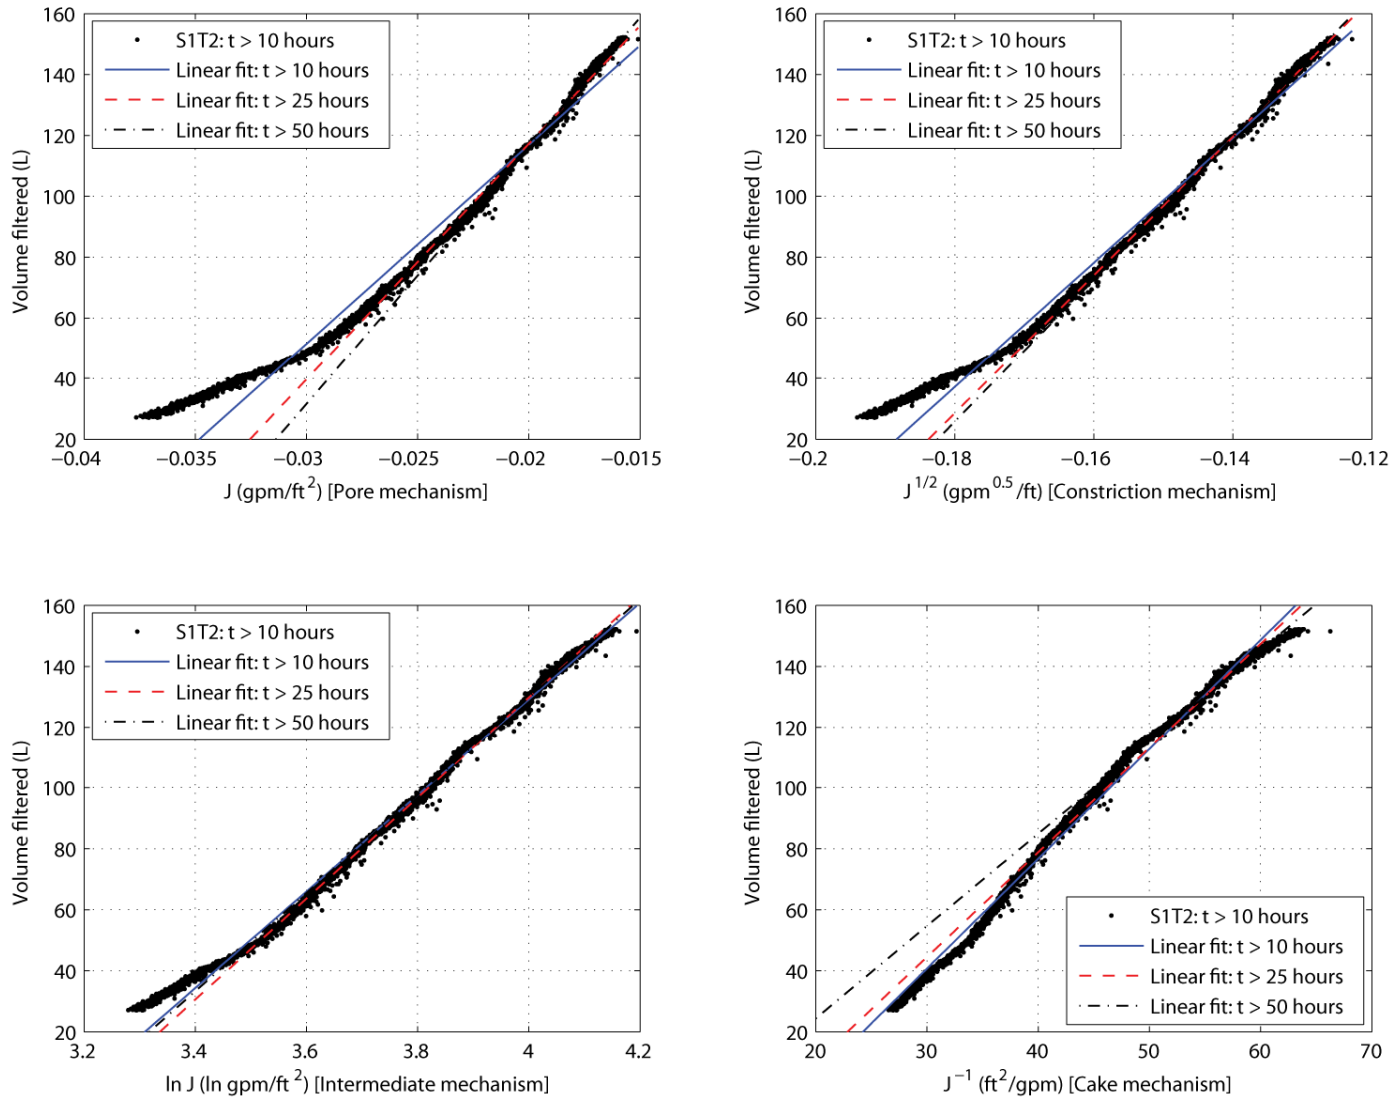 160
140
120
100
80
60
40
20
Volume filtered (L)
S1T2: t > 10 hours
Linear fit: t > 10 hours
Linear fit: t > 25 hours
Linear fit: t > 50 hours
−0.04 −0.035 −0.03 −0.025 −0.02 −0.015
J (gpm/ft²) [Pore mechanism]
160
140
120
100
80
60
40
20
Volume filtered (L)
S1T2: t > 10 hours
Linear fit: t > 10 hours
Linear fit: t > 25 hours
Linear fit: t > 50 hours
−0.2 −0.18 −0.16 −0.14 −0.12
J^1/2 (gpm^0.5/ft) [Constriction mechanism]
160
140
120
100
80
60
40
20
Volume filtered (L)
S1T2: t > 10 hours
Linear fit: t > 10 hours
Linear fit: t > 25 hours
Linear fit: t > 50 hours
3.2 3.4 3.6 3.8 4 4.2
ln J (ln gpm/ft²) [Intermediate mechanism]
160
140
120
100
80
60
40
20
Volume filtered (L)
S1T2: t > 10 hours
Linear fit: t > 10 hours
Linear fit: t > 25 hours
Linear fit: t > 50 hours
20 30 40 50 60 70
J⁻¹ (ft²/gpm) [Cake mechanism]